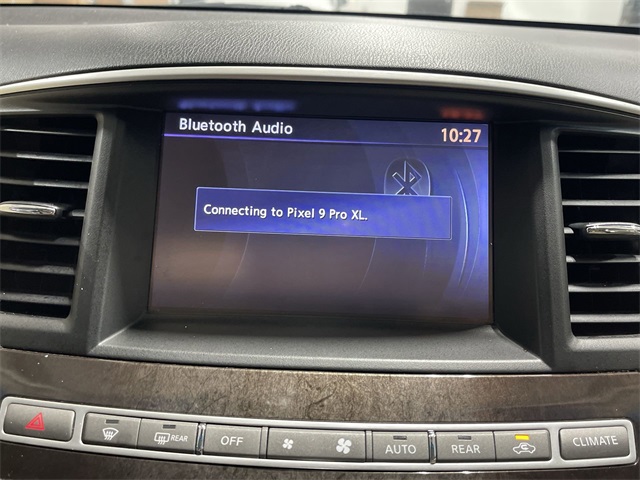 Bluetooth Audio
10:27
Connecting to Pixel 9 Pro XL.
REAR
OFF
AUTO
REAR
CLIMATE